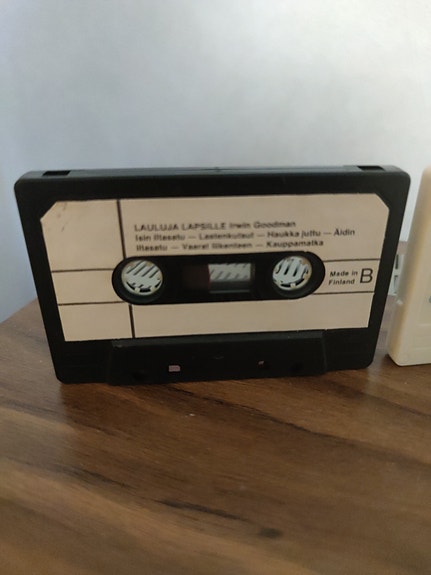 LAULUJA LAPSILLE Irwin Goodman
Isin iltasatu — Lastenkutsut — Haukka juttu — Äidin
iltasatu — Vaarat liikenteen — Kauppamatka
Made in
Finland B